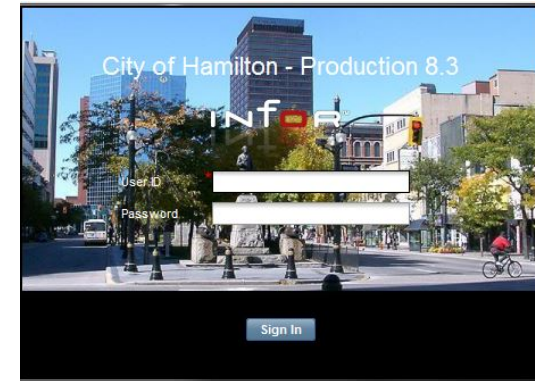 City of Hamilton - Production 8.3
infor
User ID
Password
Sign In